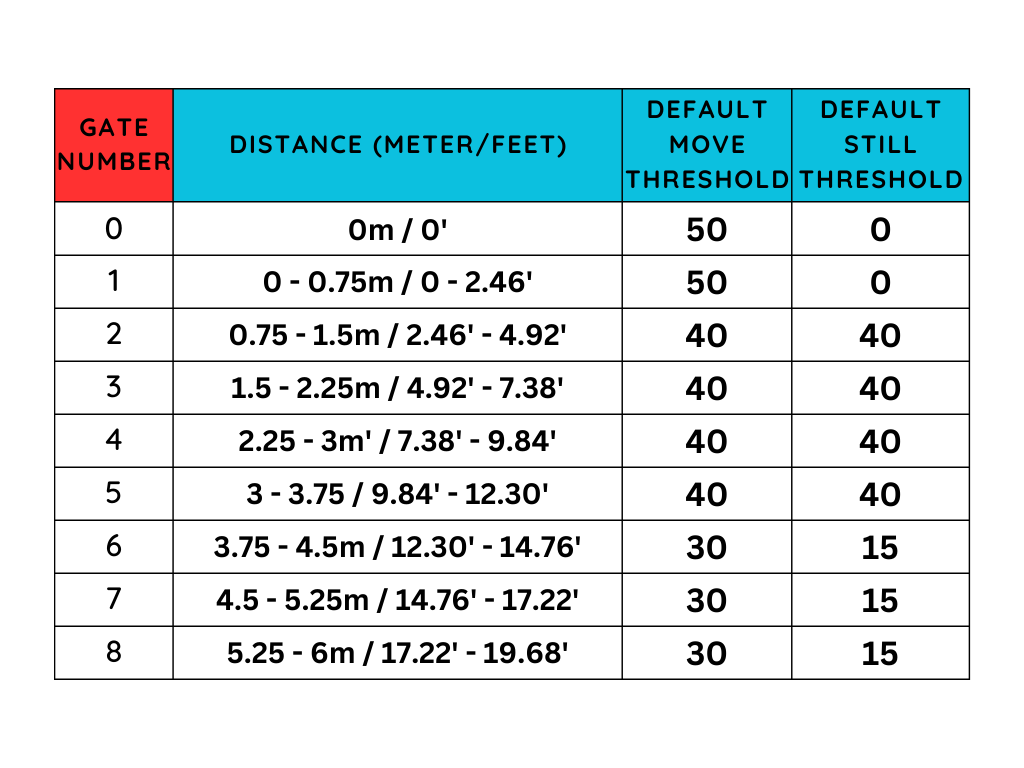 GATE NUMBER DISTANCE (METER/FEET) DEFAULT MOVE THRESHOLD DEFAULT STILL THRESHOLD
0 0m / 0' 50 0
1 0 - 0.75m / 0 - 2.46' 50 0
2 0.75 - 1.5m / 2.46' - 4.92' 40 40
3 1.5 - 2.25m / 4.92' - 7.38' 40 40
4 2.25 - 3m' / 7.38' - 9.84' 40 40
5 3 - 3.75 / 9.84' - 12.30' 40 40
6 3.75 - 4.5m / 12.30' - 14.76' 30 15
7 4.5 - 5.25m / 14.76' - 17.22' 30 15
8 5.25 - 6m / 17.22' - 19.68' 30 15